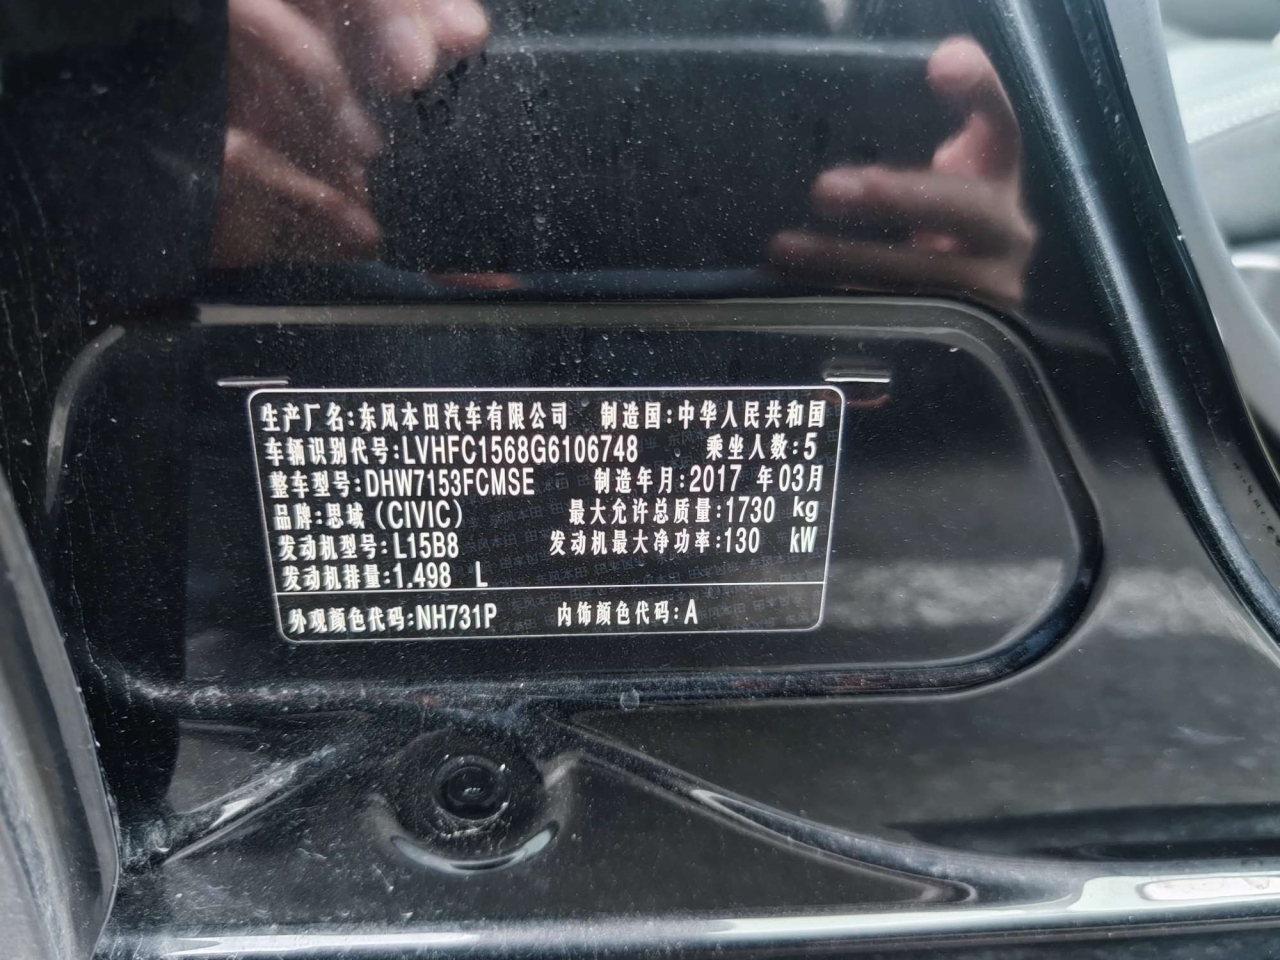 生产厂名:东风本田汽车有限公司 制造国:中华人民共和国
车辆识别代号:LVHFC1568G6106748 乘坐人数:5
整车型号:DHW7153FCMSE 制造年月:2017 年03月
品牌:思域(CIVIC) 最大允许总质量:1730 kg
发动机型号:L15B8 发动机最大净功率:130 kW
发动机排量:1.498 L
外观颜色代码:NH731P 内饰颜色代码:A